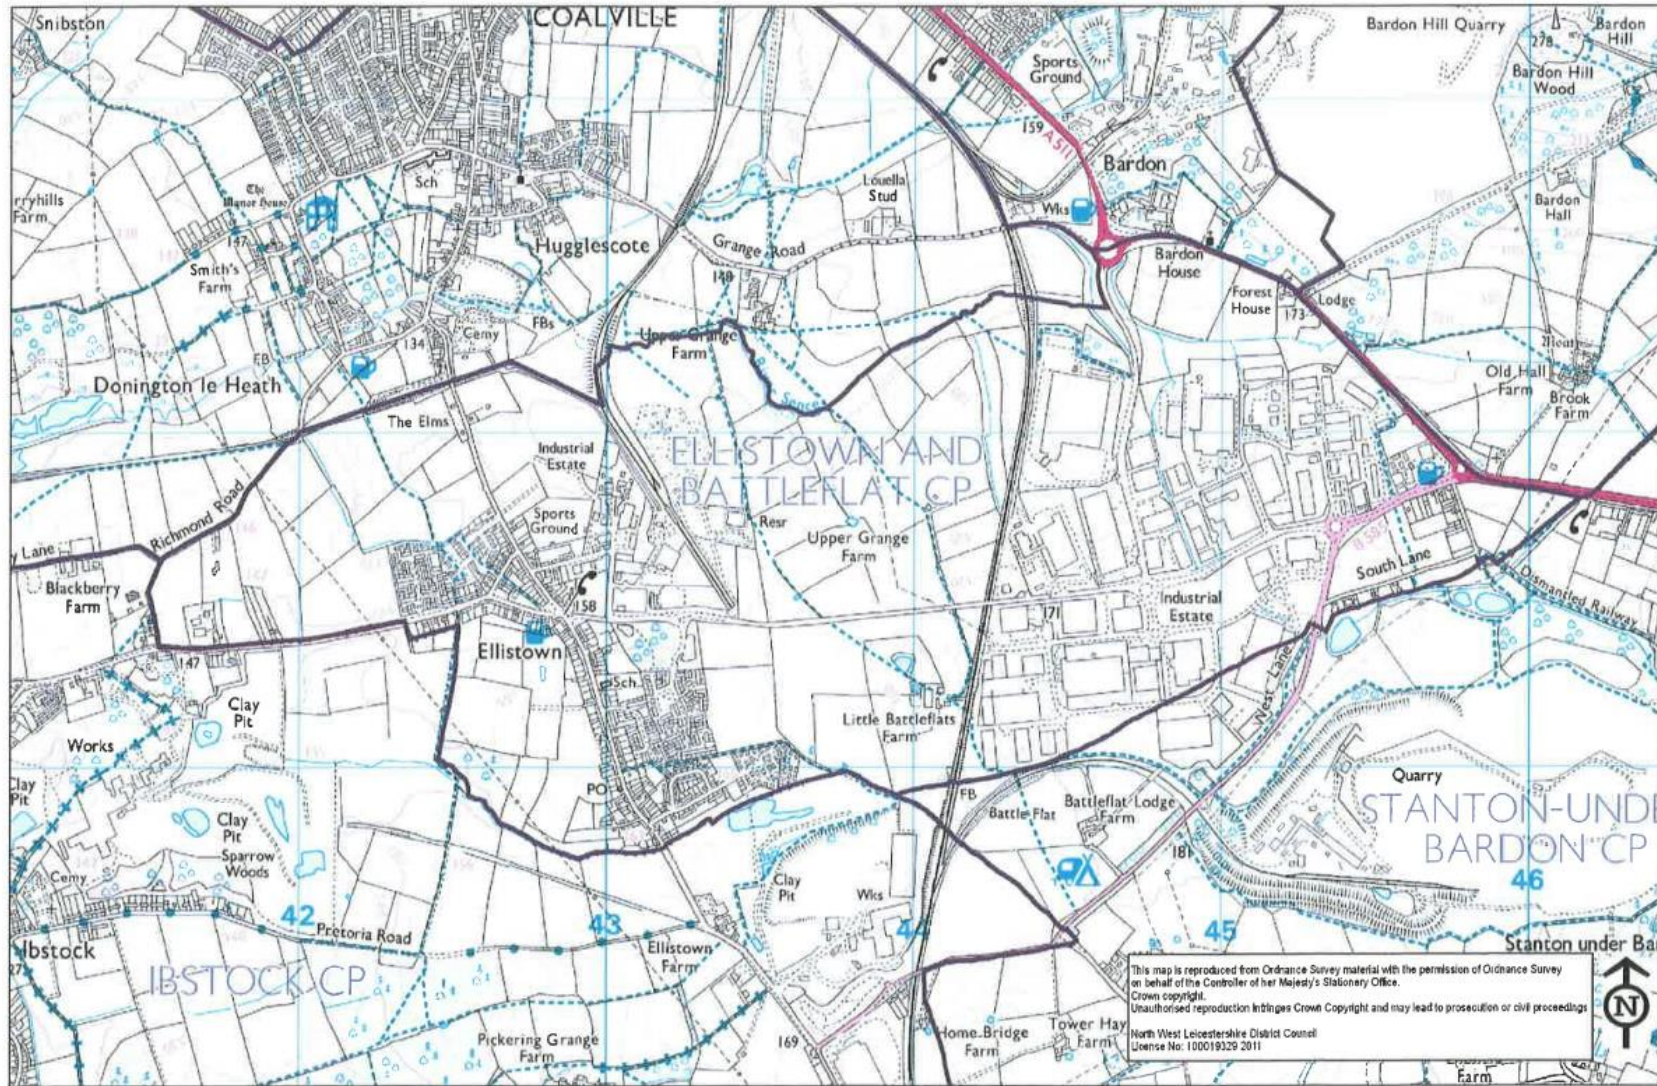 Snibston
COALVILLE
Bardon Hill Quarry
278
Bardon
Hill
Sports
Ground
Bardon Hill
Wood
159
A 511
Bardon
Sch
Louella
Stud
The
Manor House
rryhills
Farm
Wks
Bardon
Hall
147
Hugglescote
Grange Road
Bardon
House
Smith's
Farm
148
Forest
House
Lodge
173
FBs
Cemy
134
FB
Upper Grange
Farm
Moat
Old Hall
Farm
Brook
Farm
Donington le Heath
Sence
The Elms
Industrial
Estate
ELLISTOWN AND
BATTLEFLAT CP
Richmond Road
Sports
Ground
Resr
Upper Grange
Farm
B 585
y Lane
South Lane
Blackberry
Farm
158
171
Industrial
Estate
Dismantled Railway
Ellistown
147
Sch
West Lane
Clay
Pit
Little Battleflats
Farm
Works
Clay
Pit
PO
FB
Quarry
Battle Flat
Battleflat Lodge
Farm
STANTON-UNDE
BARDON CP
Clay
Pit
181
Sparrow
Woods
Cemy
Clay
Pit
Wks
46
42
43
44
45
Pretoria Road
Ibstock
Ellistown
Farm
Stanton under Ba
IBSTOCK CP
Pickering Grange
Farm
169
Home Bridge
Farm
Tower Hay
Farm
This map is reproduced from Ordnance Survey material with the permission of Ordnance Survey
on behalf of the Controller of her Majesty's Stationery Office.
Crown copyright.
Unauthorised reproduction infringes Crown Copyright and may lead to prosecution or civil proceedings
North West Leicestershire District Council
License No: 100019329 2011
N
Farm